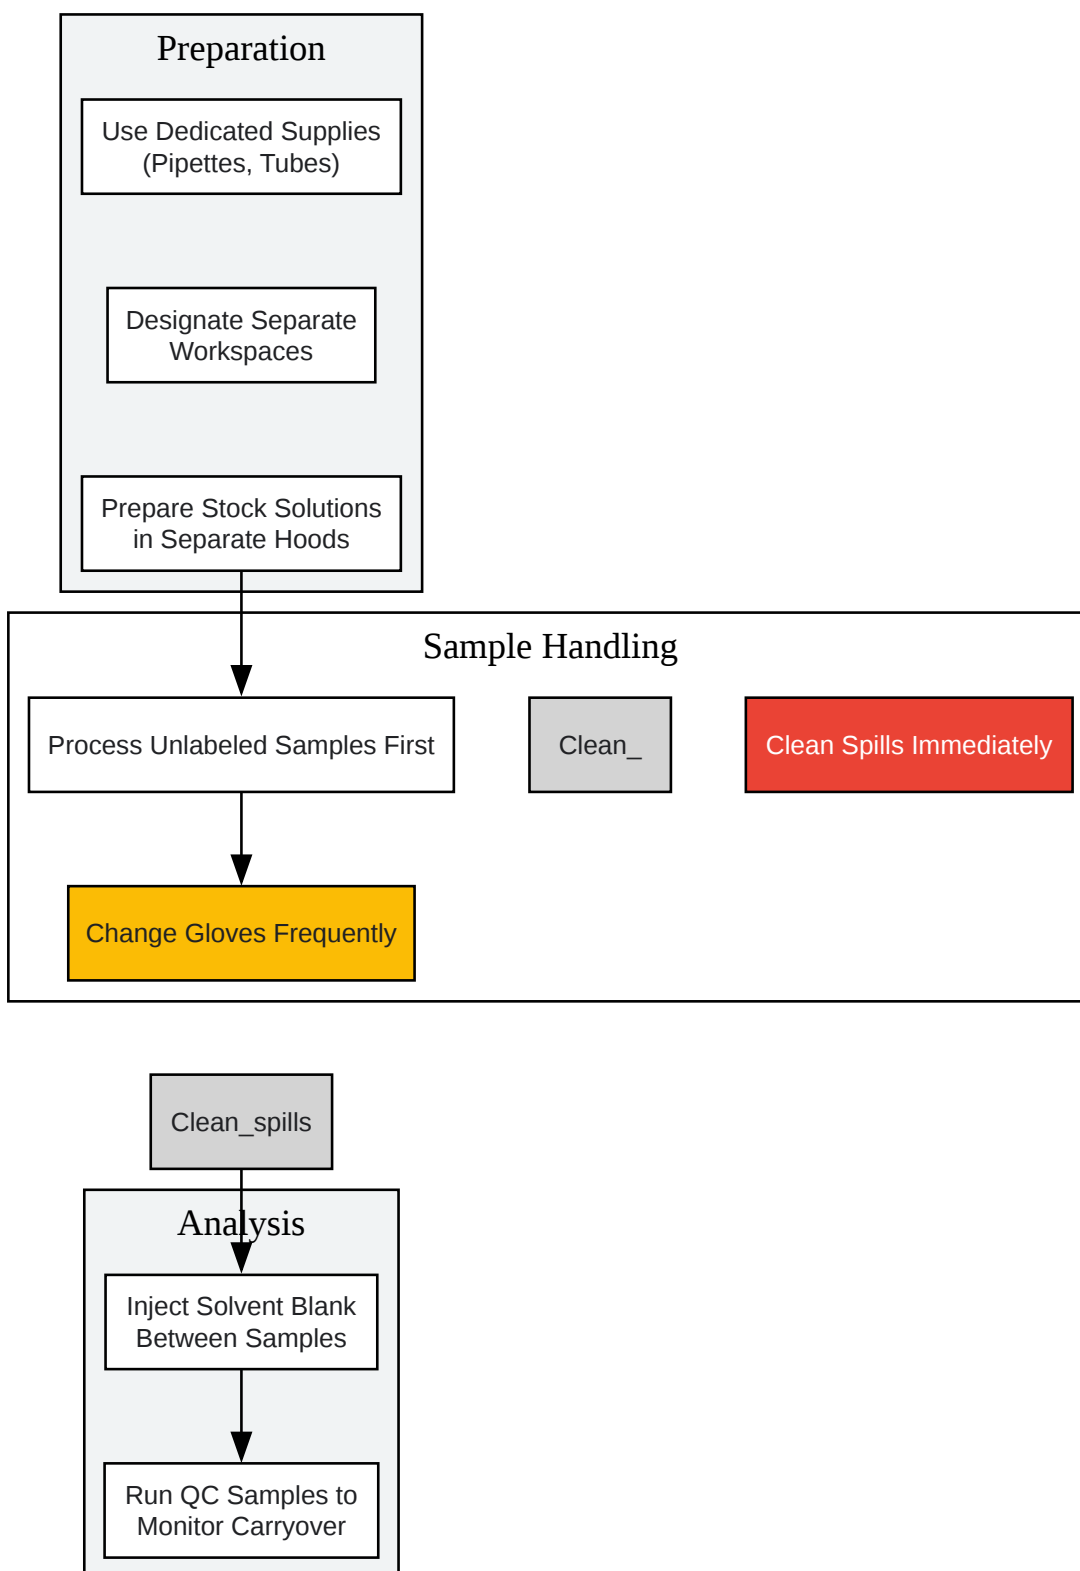 Preparation
Use Dedicated Supplies
(Pipettes, Tubes)
Designate Separate
Workspaces
Prepare Stock Solutions
in Separate Hoods
Sample Handling
Process Unlabeled Samples First
Clean_
Clean Spills Immediately
Change Gloves Frequently
Clean_spills
Analysis
Inject Solvent Blank
Between Samples
Run QC Samples to
Monitor Carryover